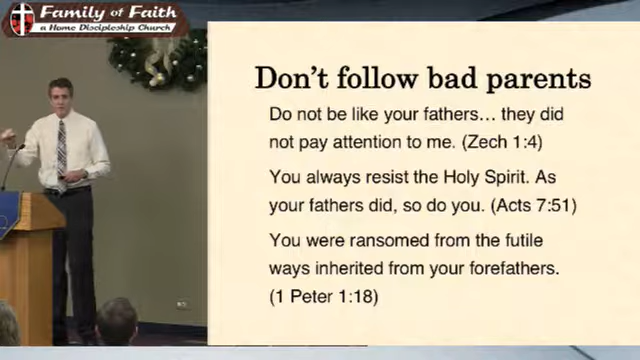 Family of Faith
a Home Discipleship Church
Don't follow bad parents
Do not be like your fathers… they did
not pay attention to me. (Zech 1:4)
You always resist the Holy Spirit. As
your fathers did, so do you. (Acts 7:51)
You were ransomed from the futile
ways inherited from your forefathers.
(1 Peter 1:18)